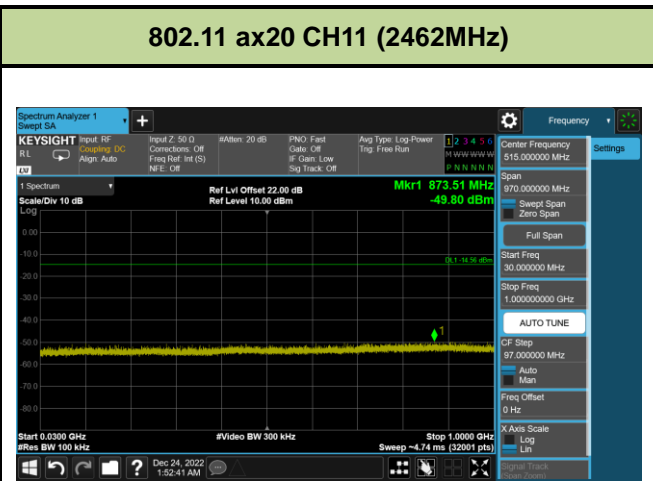 802.11 ax20 CH11 (2462MHz)
Spectrum Analyzer 1
Swept SA
Frequency
KEYSIGHT
RL
Input: RF
Coupling: DC
Align: Auto
Input Z: 50 Ω
Corrections: Off
Freq Ref: Int (S)
NFE: Off
#Atten: 20 dB
PNO: Fast
Gate: Off
IF Gain: Low
Sig Track: Off
Avg Type: Log-Power
Trig: Free Run
1 2 3 4 5 6
M W W W W W
P N N N N N
Center Frequency
515.000000 MHz
Settings
1 Spectrum
Scale/Div 10 dB
Log
Ref Lvl Offset 22.00 dB
Ref Level 10.00 dBm
Mkr1 873.51 MHz
-49.80 dBm
Span
970.000000 MHz
Swept Span
Zero Span
Full Span
0.00
-10.0
-20.0
-30.0
-40.0
-50.0
-60.0
-70.0
-80.0
DL1 -14.56 dBm
1
Start Freq
30.000000 MHz
Stop Freq
1.000000000 GHz
AUTO TUNE
CF Step
97.000000 MHz
Auto
Man
Freq Offset
0 Hz
X Axis Scale
Log
Lin
Signal Track
(Span Zoom)
Start 0.0300 GHz
#Res BW 100 kHz
#Video BW 300 kHz
Stop 1.0000 GHz
Sweep ~4.74 ms (32001 pts)
?
Dec 24, 2022
1:52:41 AM